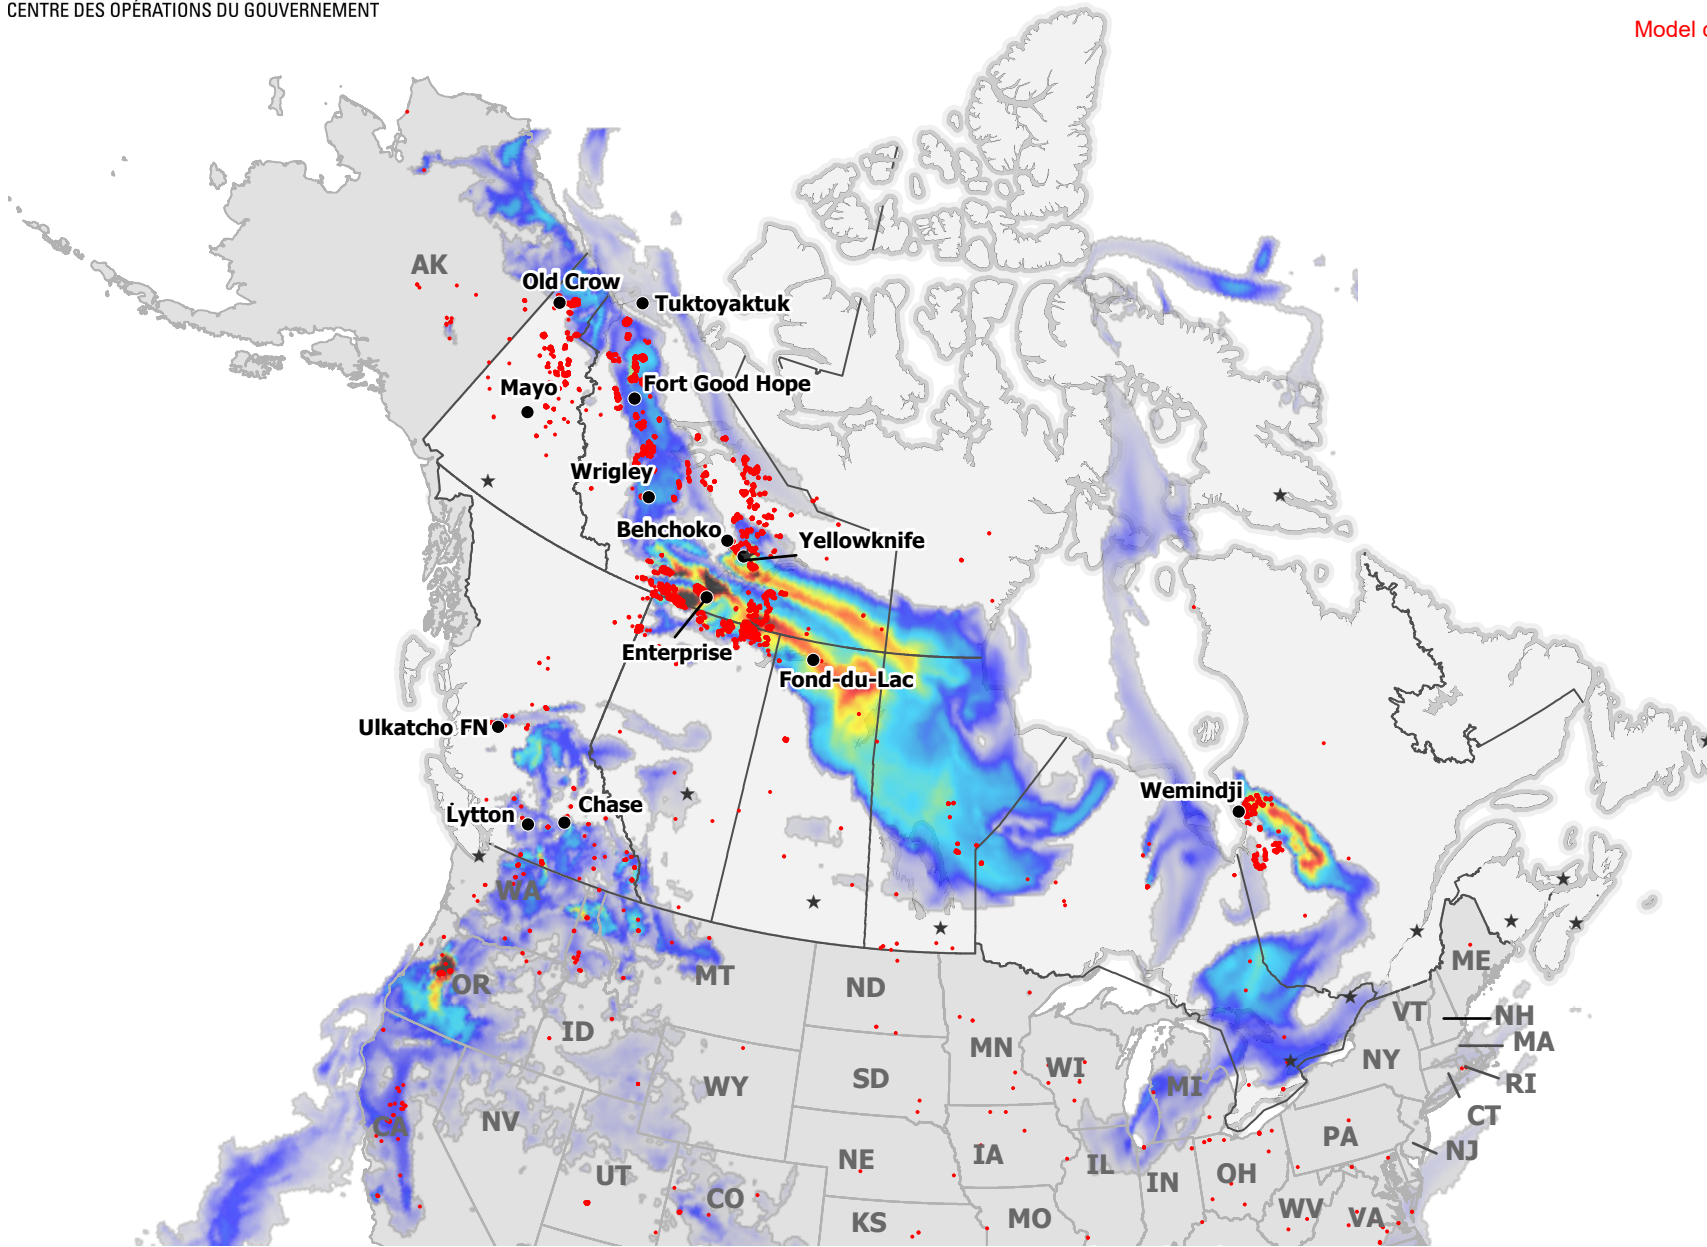 CENTRE DES OPÉRATIONS DU GOUVERNEMENT
Model
AK
Old Crow
Tuktoyaktuk
Mayo
Fort Good Hope
Wrigley
Behchoko
Yellowknife
Enterprise
Fond-du-Lac
Ulkatcho FN
Lytton
Chase
Wemindji
WA
OR
MT
ND
ME
VT
NH
MA
ID
MN
WI
NY
RI
WY
SD
MI
CT
NV
CA
PA
NJ
UT
NE
IA
IL
IN
OH
CO
KS
MO
WV
VA